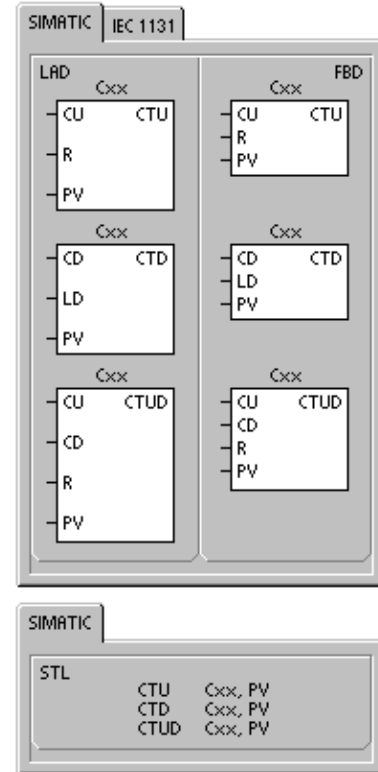 SIMATIC IEC 1131
LAD
Cxx
CU CTU
R
PV
Cxx
CD CTD
LD
PV
Cxx
CU CTUD
CD
R
PV
FBD
Cxx
CU CTU
R
PV
Cxx
CD CTD
LD
PV
Cxx
CU CTUD
CD
R
PV
SIMATIC
STL
CTU Cxx, PV
CTD Cxx, PV
CTUD Cxx, PV